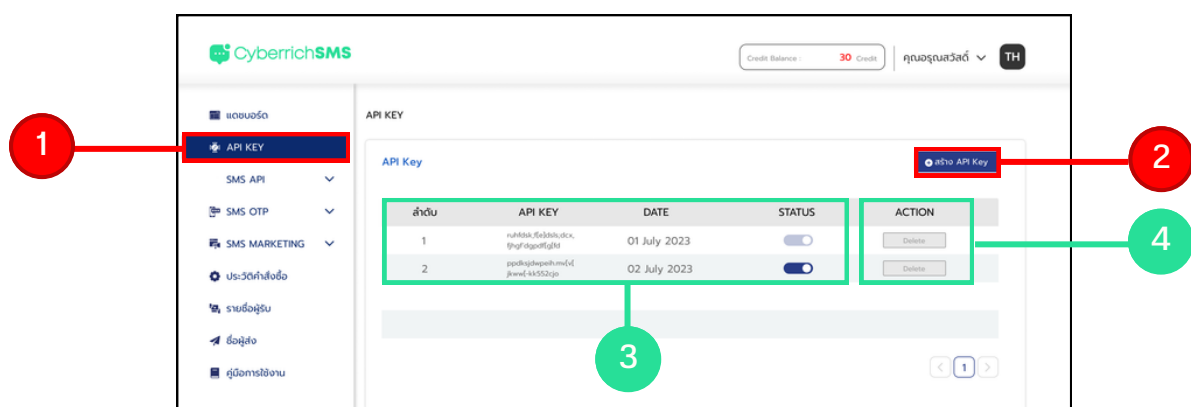 CyberrichSMS
Credit Balance : 30 Credit
คุณอรุณสวัสดิ์
TH
แดชบอร์ด
API KEY
1
API KEY
API Key
สร้าง API Key
2
SMS API
SMS OTP
SMS MARKETING
ประวัติคำสั่งซื้อ
รายชื่อผู้รับ
ชื่อผู้ส่ง
คู่มือการใช้งาน
ลำดับ API KEY DATE STATUS ACTION
1 01 July 2023 Delete
2 02 July 2023 Delete
4
3
1